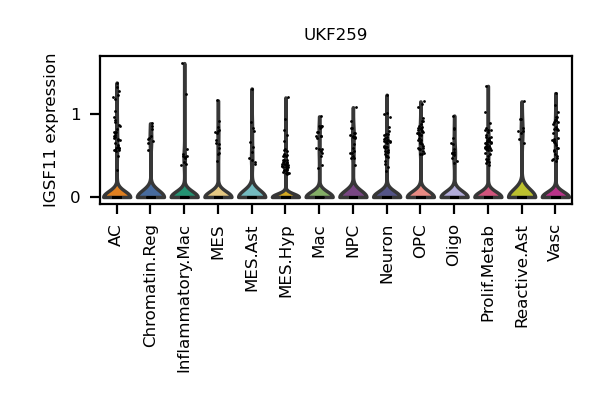 UKF259
IGSF11 expression
1
0
AC
Chromatin.Reg
Inflammatory.Mac
MES
MES.Ast
MES.Hyp
Mac
NPC
Neuron
OPC
Oligo
Prolif.Metab
Reactive.Ast
Vasc